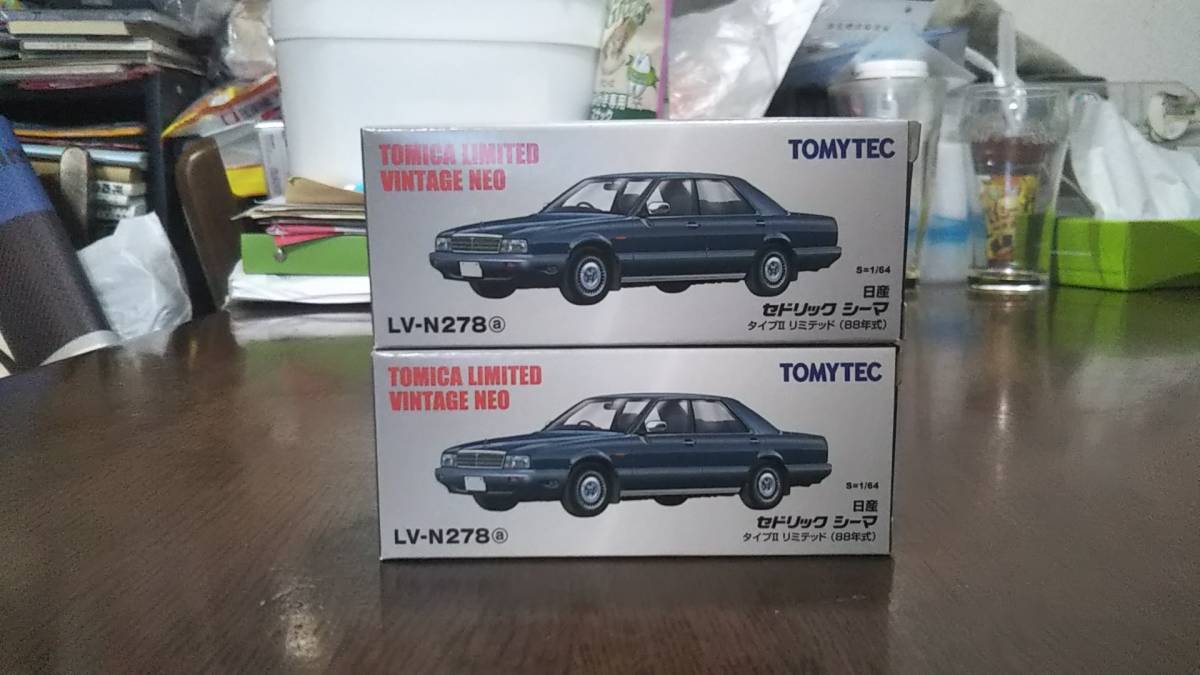 TOMICA LIMITED
VINTAGE NEO
TOMYTEC
S=1/64
日産
セドリック シーマ
タイプII リミテッド (88年式)
LV-N278ⓐ
TOMICA LIMITED
VINTAGE NEO
TOMYTEC
S=1/64
日産
セドリック シーマ
タイプII リミテッド (88年式)
LV-N278ⓐ